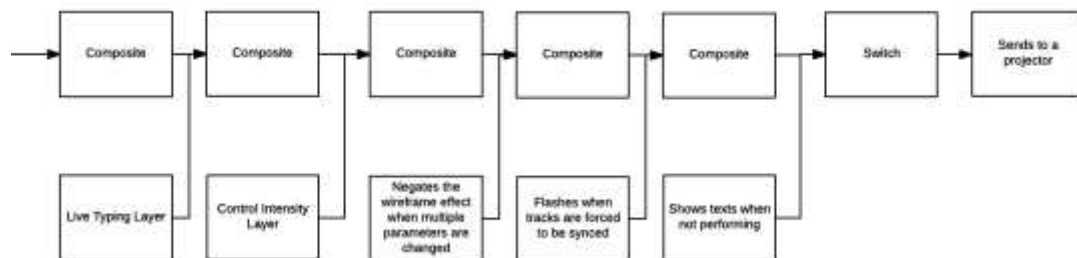 Composite
Composite
Composite
Composite
Composite
Switch
Sends to a
projector
Live Typing Layer
Control Intensity
Layer
Negates the
wireframe effect
when multiple
parameters are
changed
Flashes when
tracks are forced
to be synced
Shows texts when
not performing